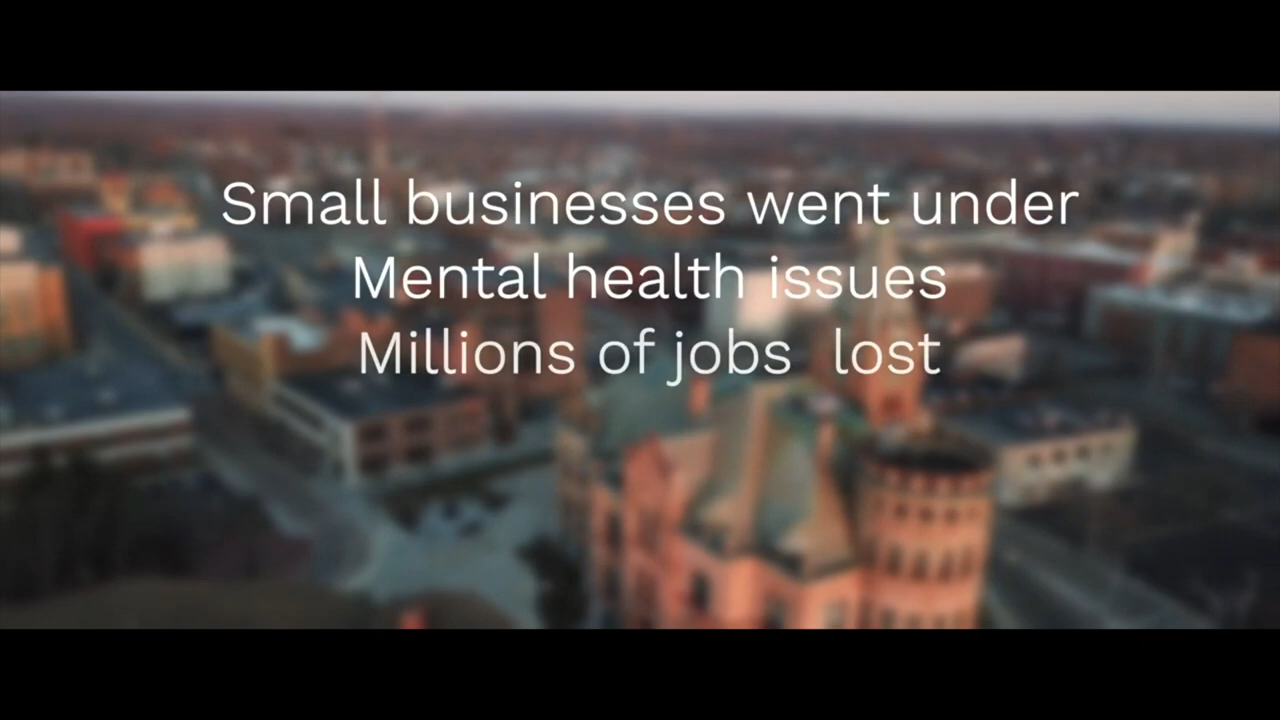 Small businesses went under
Mental health issues
Millions of jobs  lost